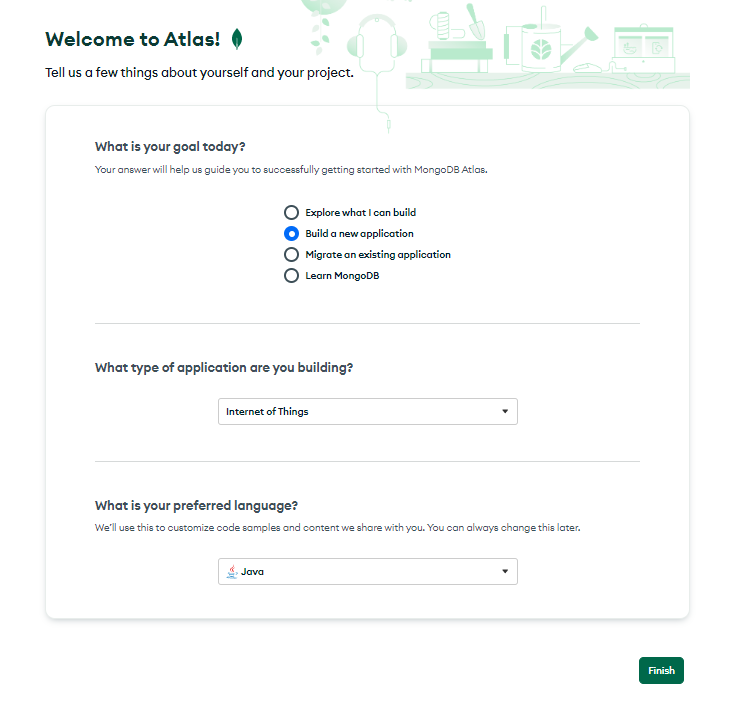 Welcome to Atlas!
Tell us a few things about yourself and your project.
What is your goal today?
Your answer will help us guide you to successfully getting started with MongoDB Atlas.
Explore what I can build
Build a new application
Migrate an existing application
Learn MongoDB
What type of application are you building?
Internet of Things
What is your preferred language?
We'll use this to customize code samples and content we share with you. You can always change this later.
Java
Finish